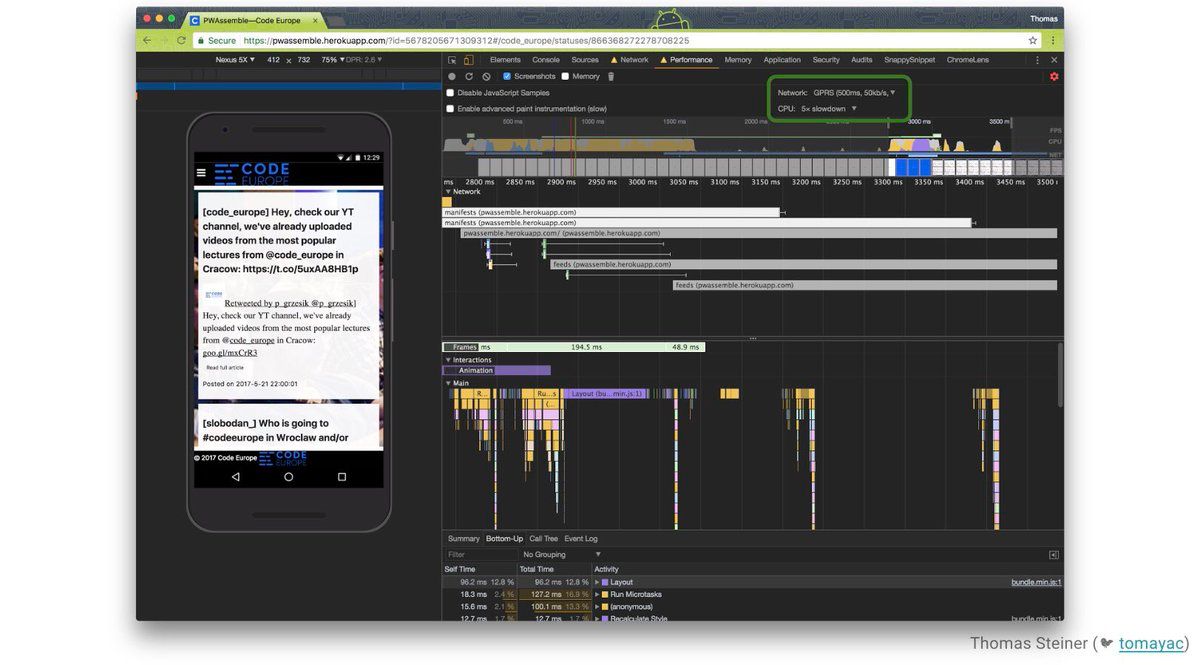 PWAssemble—Code Europe
Thomas
Secure https://pwassemble.herokuapp.com/?id=5678205671309312#/code_europe/statuses/866368272278708225
Nexus 5X ▼ 412 × 732 75% ▼ DPR: 2.6 ▼
Elements Console Sources Network Performance Memory Application Security Audits SnappySnippet ChromeLens
Screenshots Memory
Disable JavaScript Samples
Enable advanced paint instrumentation (slow)
Network: GPRS (500ms, 50kb/s, ▼
CPU: 5× slowdown ▼
500 ms 1000 ms 1500 ms 2000 ms 3000 ms 3500 m
FPS
CPU
NET
ms 2800 ms 2850 ms 2900 ms 2950 ms 3000 ms 3050 ms 3100 ms 3150 ms 3200 ms 3250 ms 3300 ms 3350 ms 3400 ms 3450 ms 3500 n
▼ Network
manifests (pwassemble.herokuapp.com)
manifests (pwassemble.herokuapp.com)
pwassemble.herokuapp.com/ (pwassemble.herokuapp.com)
feeds (pwassemble.herokuapp.com)
feeds (pwassemble.herokuapp.com)
Frames ms 194.5 ms 48.9 ms
▼ Interactions
Animation
▼ Main
R... Ru...s Layout (bu...min.js:1)
(...
Summary Bottom-Up Call Tree Event Log
Filter No Grouping ▼
Self Time Total Time Activity
96.2 ms 12.8 % 96.2 ms 12.8 % Layout bundle.min.js:1
18.3 ms 2.4 % 127.2 ms 16.9 % Run Microtasks
15.6 ms 2.1 % 100.1 ms 13.3 % (anonymous)
12.7 ms 1.7 % 12.7 ms 1.7 % Recalculate Style bundle.min.js:1
12:29
CODE
EUROPE
[code_europe] Hey, check our YT
channel, we've already uploaded
videos from the most popular
lectures from @code_europe in
Cracow: https://t.co/5uxAA8HB1p
Retweeted by p_grzesik @p_grzesik]
Hey, check our YT channel, we've already
uploaded videos from the most popular lectures
from @code_europe in Cracow:
goo.gl/mxCrR3
Read full article
Posted on 2017-5-21 22:00:01
[slobodan_] Who is going to
#codeeurope in Wroclaw and/or
© 2017 Code Europe CODE
EUROPE
Thomas Steiner (tomayac)